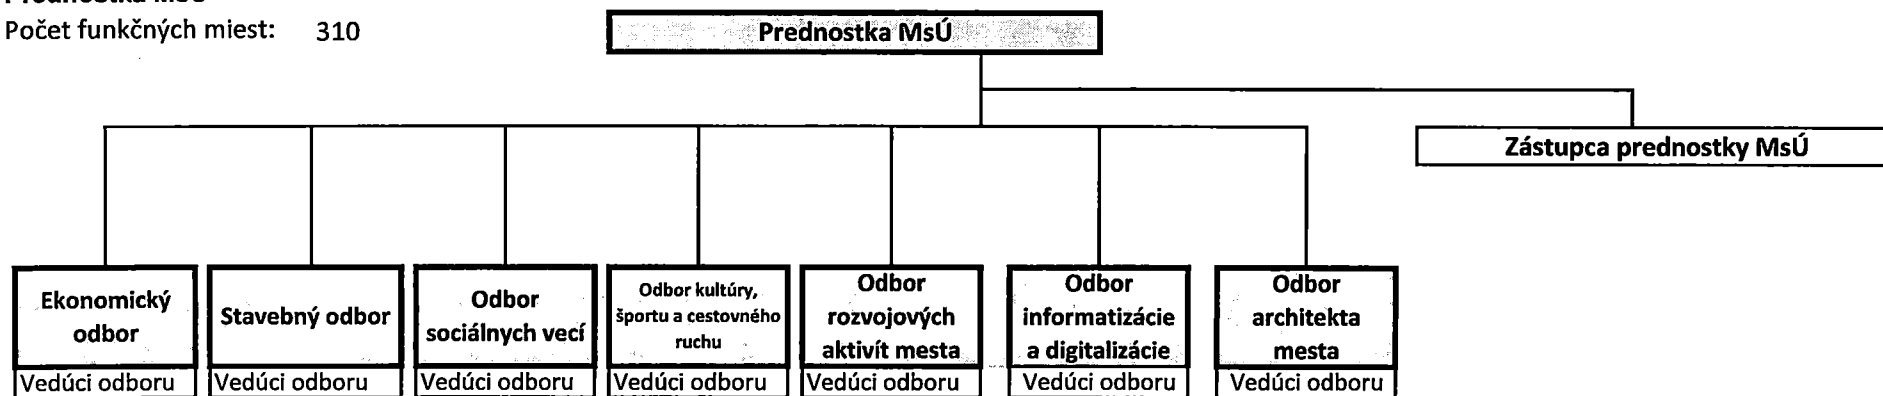 Počet funkčných miest: 310
Prednostka MsÚ
Zástupca prednostky MsÚ
Ekonomický
odbor
Vedúci odboru
Stavebný odbor
Vedúci odboru
Odbor
sociálnych vecí
Vedúci odboru
Odbor kultúry,
športu a cestovného
ruchu
Vedúci odboru
Odbor
rozvojových
aktivít mesta
Vedúci odboru
Odbor
informatizácie
a digitalizácie
Vedúci odboru
Odbor
architekta
mesta
Vedúci odboru